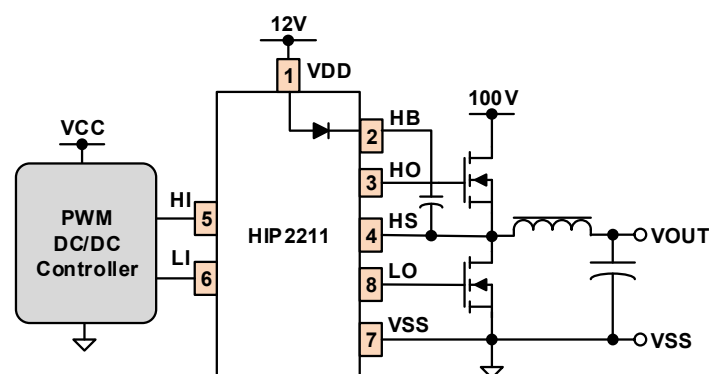 12V
1 VDD
100V
VCC
HB
2
HO
3
HI
5
PWM
DC/DC
Controller
HIP2211
HS
4
VOUT
LI
6
LO
8
VSS
7
VSS